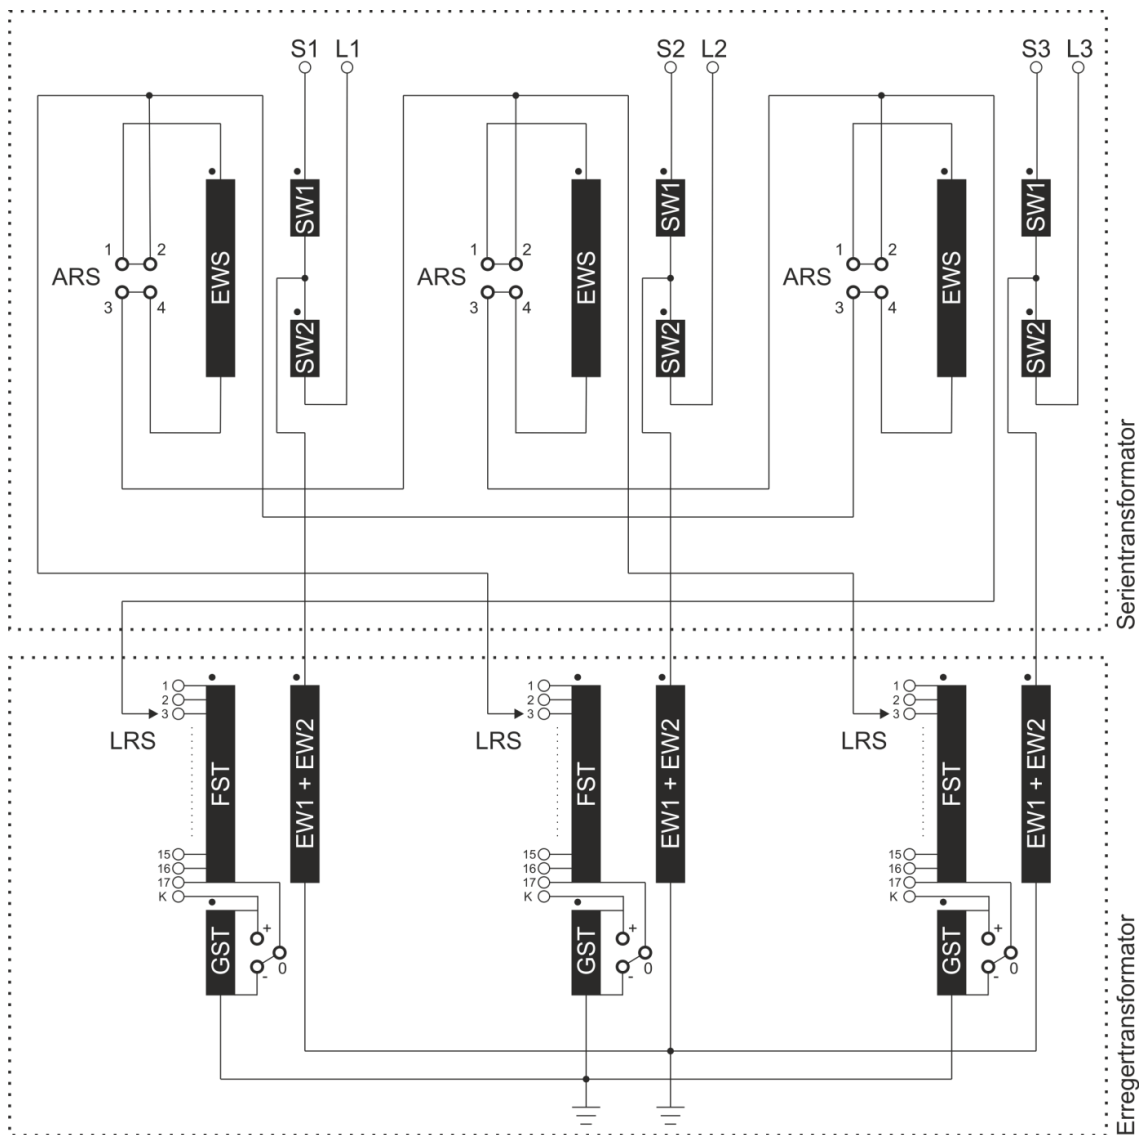 S1 L1 S2 L2 S3 L3
SW1 SW1 SW1
1 2 1 2 1 2
ARS EWS ARS EWS ARS EWS
3 4 3 4 3 4
SW2 SW2 SW2
Serientransformator
1 1 1
2 2 2
3 3 3
LRS LRS LRS
FST EW1 + EW2 FST EW1 + EW2 FST EW1 + EW2
15 15 15
16 16 16
17 17 17
K K K
+ + +
GST 0 GST 0 GST 0
- - -
Erregertransformator